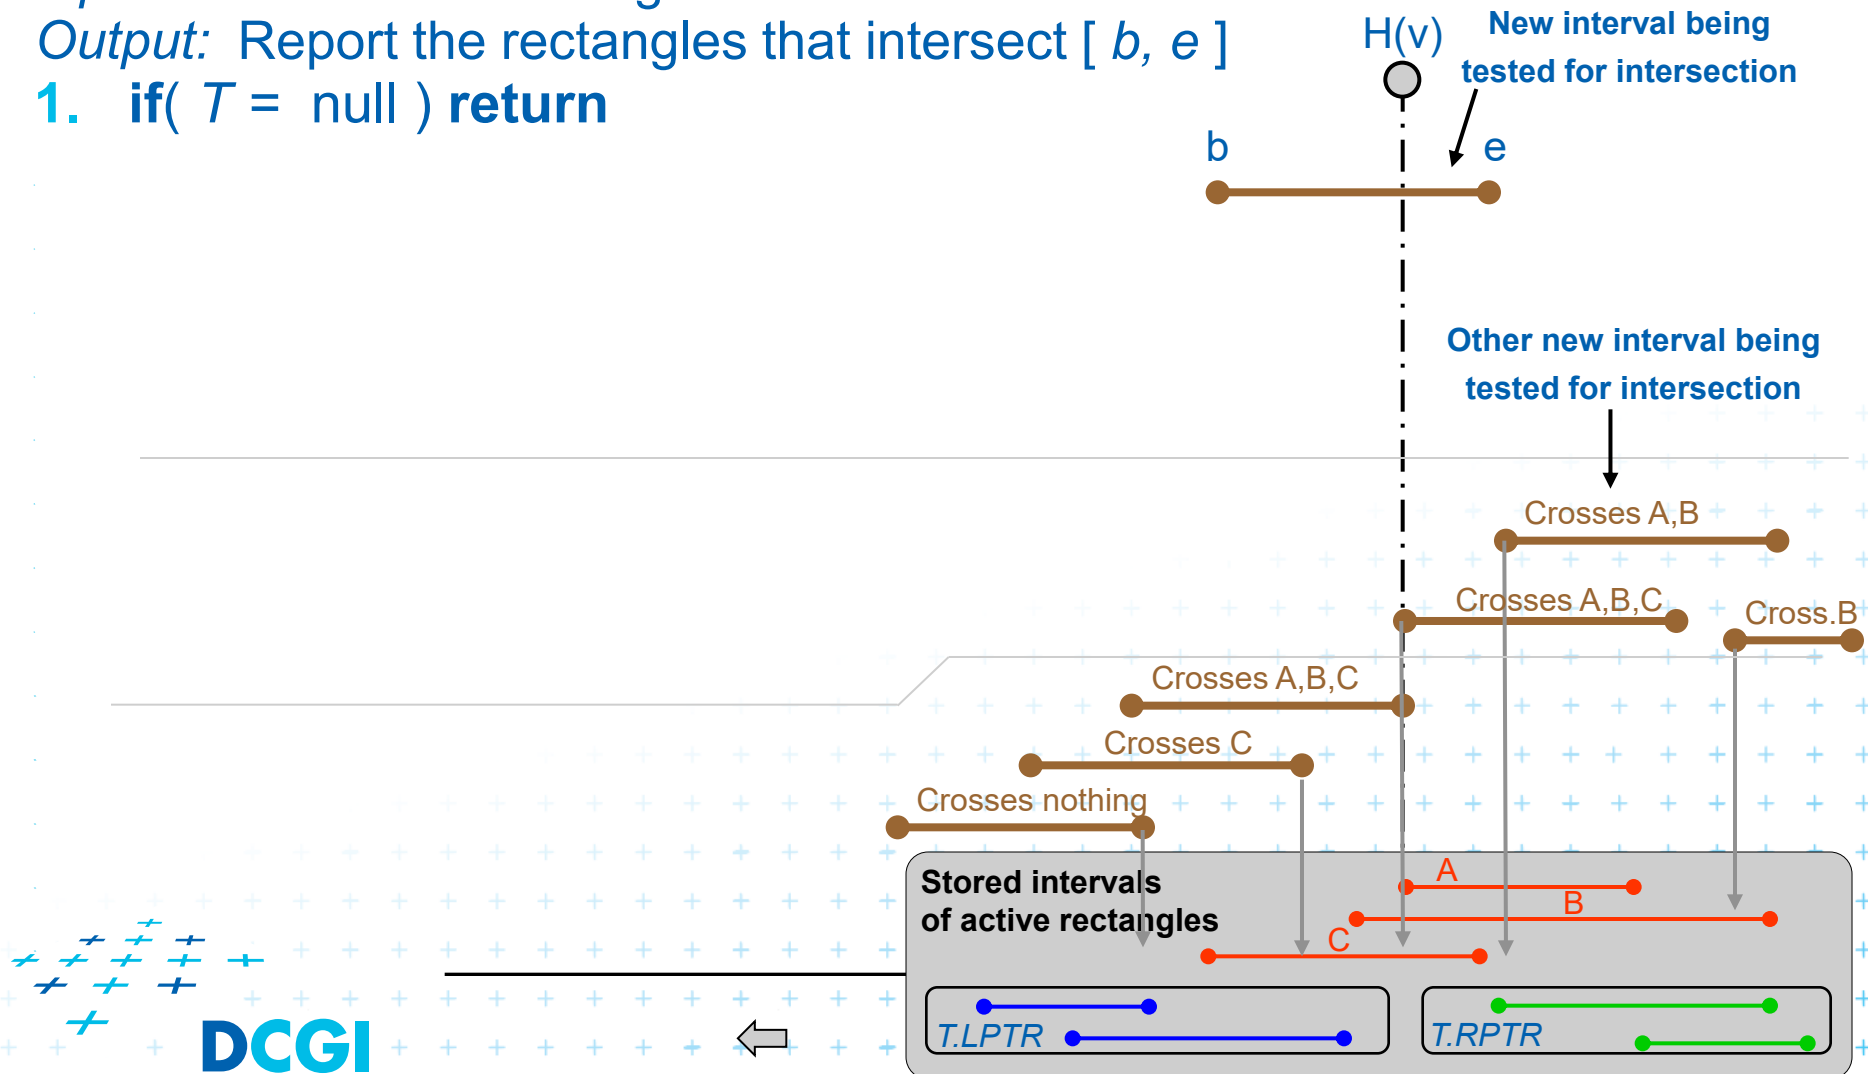 Output: Report the rectangles that intersect [ b, e ]
1. if( T = null ) return
H(v)
New interval being
tested for intersection
b
e
Other new interval being
tested for intersection
Crosses A,B
Crosses A,B,C
Cross.B
Crosses A,B,C
Crosses C
Crosses nothing
Stored intervals
of active rectangles
A
B
C
T.LPTR
T.RPTR
DCGI